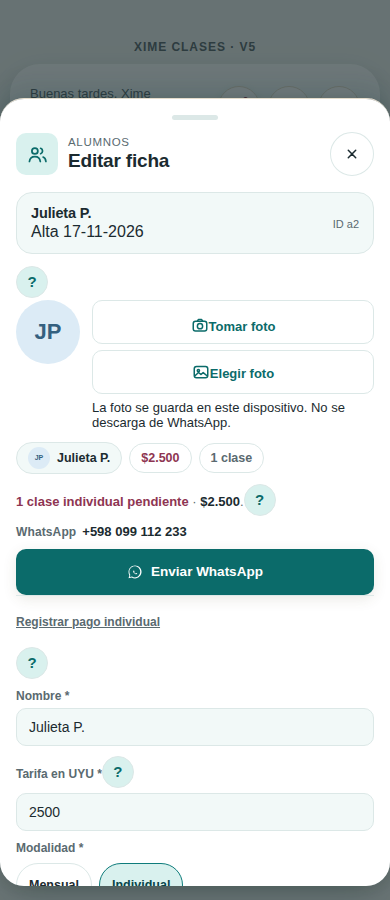 XIME CLASES · V5
Buenas tardes, Xime
ALUMNOS
Editar ficha
Julieta P.
Alta 17-11-2026
ID a2
?
JP
Tomar foto
Elegir foto
La foto se guarda en este dispositivo. No se
descarga de WhatsApp.
JP Julieta P.
$2.500
1 clase
1 clase individual pendiente · $2.500. ?
WhatsApp +598 099 112 233
Enviar WhatsApp
Registrar pago individual
?
Nombre *
Julieta P.
Tarifa en UYU * ?
2500
Modalidad *
Mensual Individual